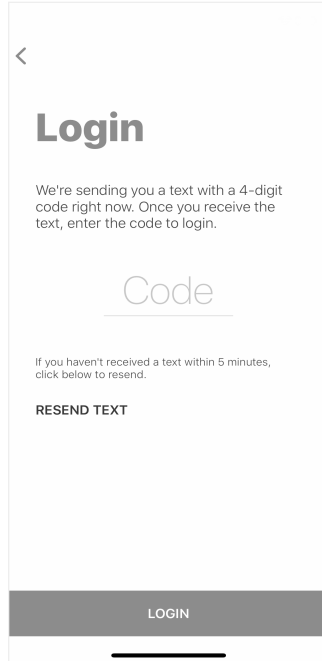 Login
We're sending you a text with a 4-digit
code right now. Once you receive the
text, enter the code to login.
Code
If you haven't received a text within 5 minutes,
click below to resend.
RESEND TEXT
LOGIN